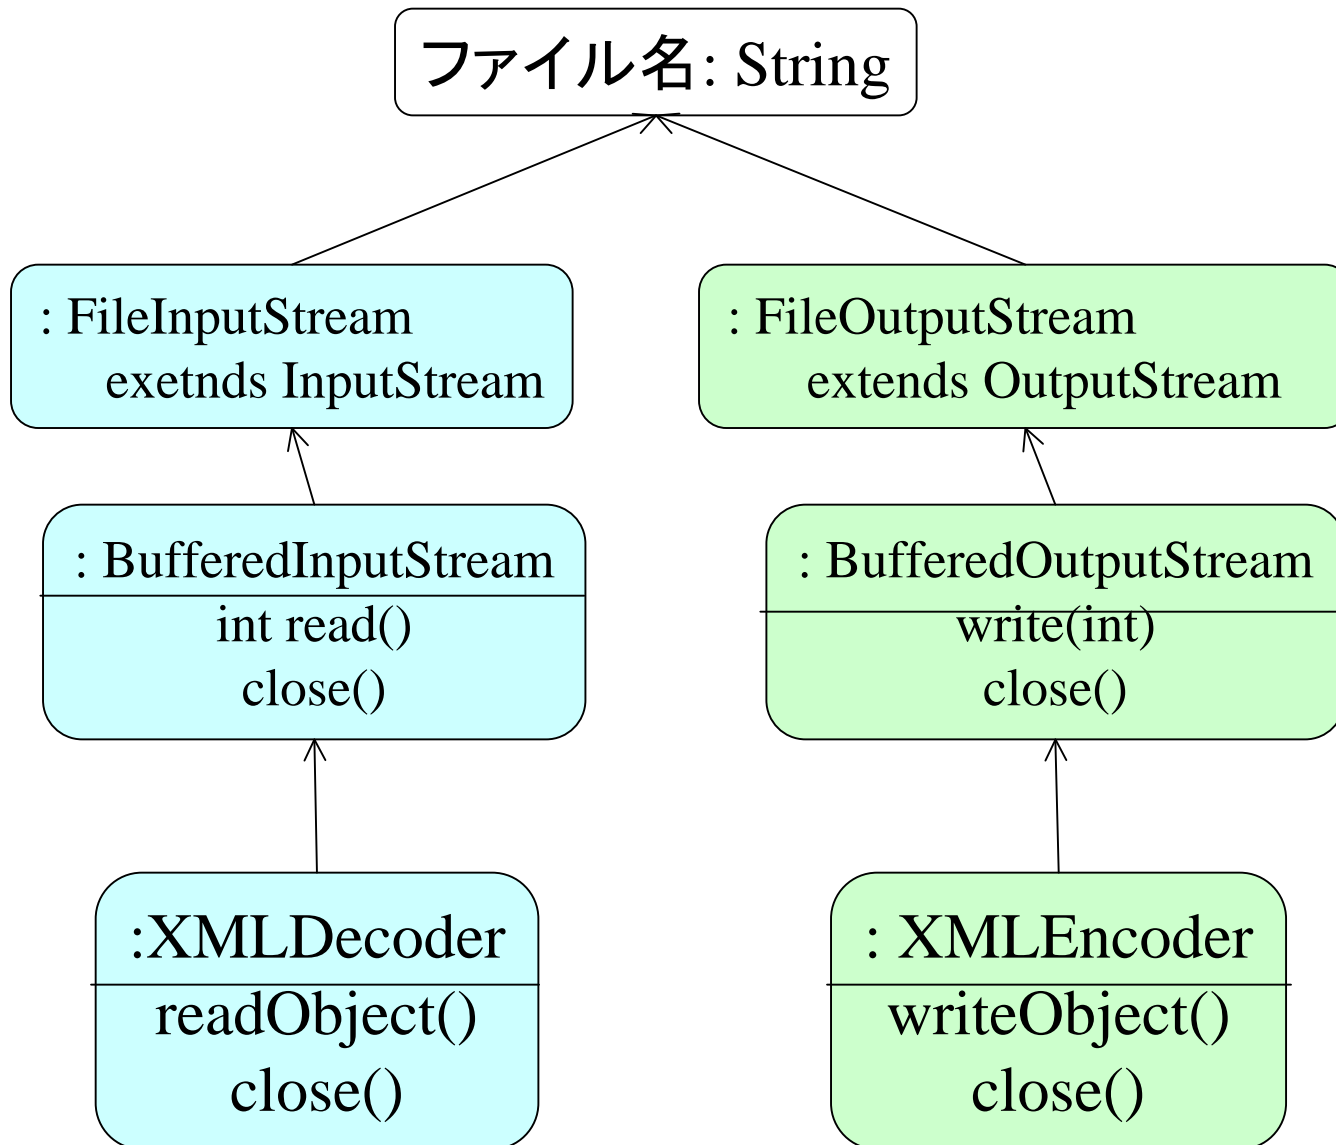 ファイル名: String
: FileInputStream
exetnds InputStream
: FileOutputStream
extends OutputStream
: BufferedInputStream
int read()
close()
: BufferedOutputStream
write(int)
close()
:XMLDecoder
readObject()
close()
: XMLEncoder
writeObject()
close()